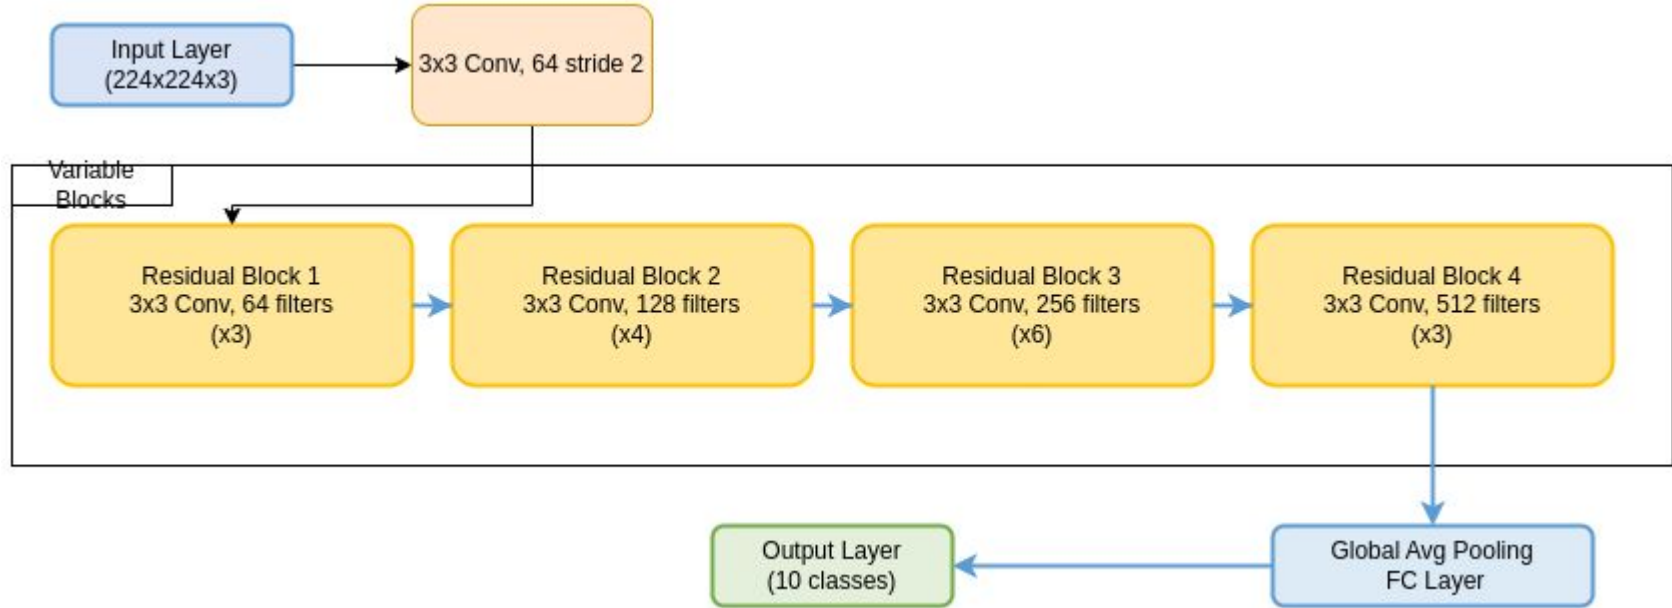 Input Layer
(224x224x3)
3x3 Conv, 64 stride 2
Variable
Blocks
Residual Block 1
3x3 Conv, 64 filters
(x3)
Residual Block 2
3x3 Conv, 128 filters
(x4)
Residual Block 3
3x3 Conv, 256 filters
(x6)
Residual Block 4
3x3 Conv, 512 filters
(x3)
Output Layer
(10 classes)
Global Avg Pooling
FC Layer